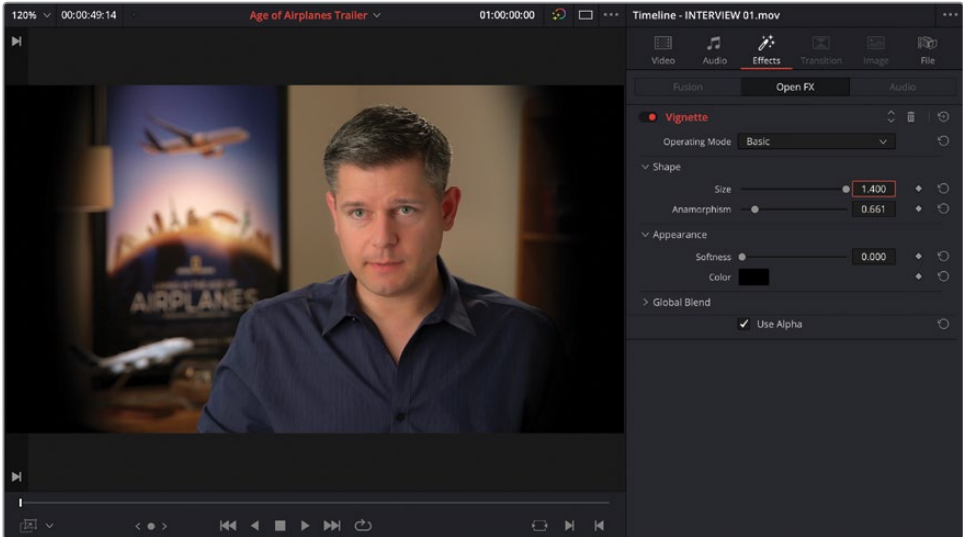 120% 00:00:49:14 Age of Airplanes Trailer 01:00:00:00
Timeline - INTERVIEW 01.mov
Video Audio Effects Transition Image File
Fusion Open FX Audio
Vignette
Operating Mode Basic
Shape
Size 1.400
Anamorphism 0.661
Appearance
Softness 0.000
Color
Global Blend
Use Alpha
AIRPLANES